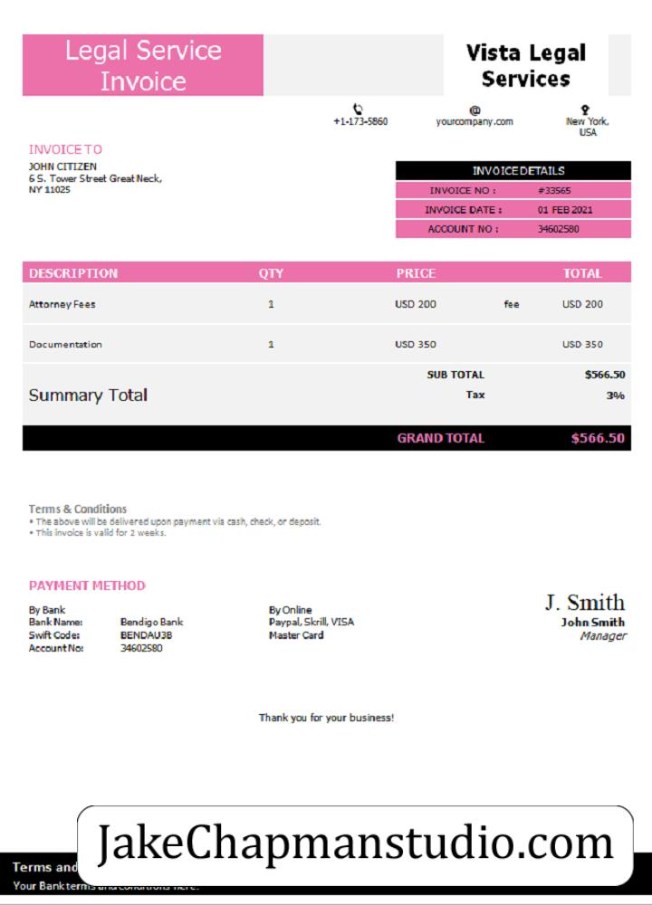 Legal Service
Invoice
Vista Legal
Services
+1-173-5860
@
yourcompany.com
New York,
USA
INVOICE TO
JOHN CITIZEN
6 S. Tower Street Great Neck,
NY 11025
INVOICE DETAILS
INVOICE NO : #33565
INVOICE DATE : 01 FEB 2021
ACCOUNT NO : 34602580
DESCRIPTION QTY PRICE TOTAL
Attorney Fees 1 USD 200 fee USD 200
Documentation 1 USD 350 USD 350
SUB TOTAL $566.50
Summary Total
Tax 3%
GRAND TOTAL $566.50
Terms & Conditions
• The above will be delivered upon payment via cash, check, or deposit.
• This invoice is valid for 2 weeks.
PAYMENT METHOD
By Bank
Bank Name: Bendigo Bank
Swift Code: BENDAU3B
Account No: 34602580
By Online
Paypal, Skrill, VISA
Master Card
J. Smith
John Smith
Manager
Thank you for your business!
JakeChapmanstudio.com
Terms and
Your Bank terms and conditions here.